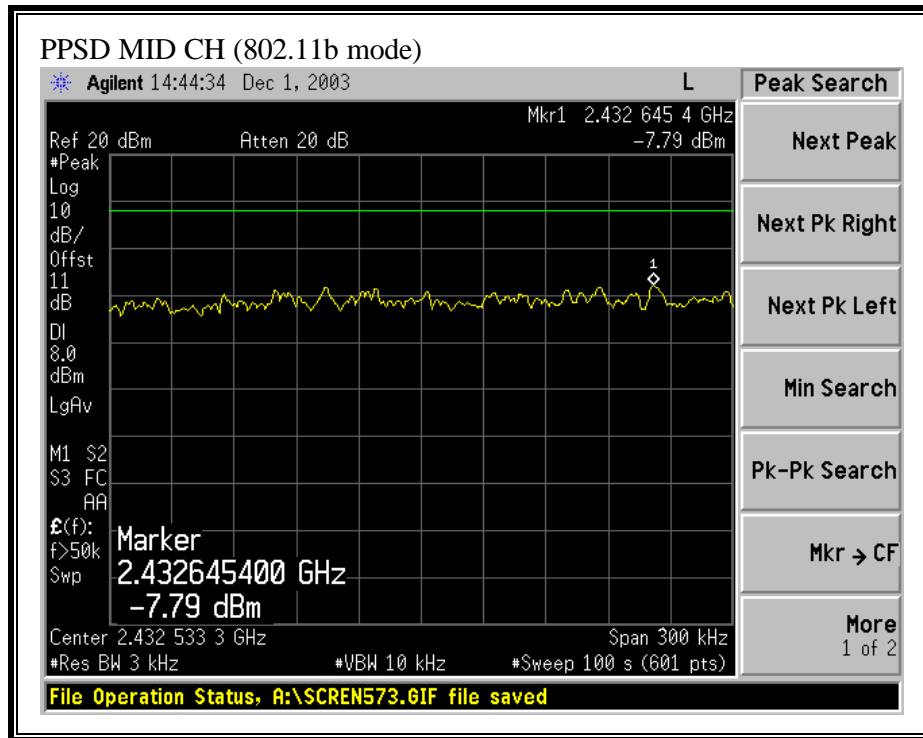 PPSD MID CH (802.11b mode)
Agilent 14:44:34 Dec 1, 2003 L
Peak Search
Mkr1 2.432 645 4 GHz
Ref 20 dBm Atten 20 dB -7.79 dBm
#Peak
Log
10
dB/
Offst
11
dB
DI
8.0
dBm
LgAv
M1 S2
S3 FC
AA
£(f):
f>50k
Swp
1
Marker
2.432645400 GHz
-7.79 dBm
Center 2.432 533 3 GHz Span 300 kHz
#Res BW 3 kHz #VBW 10 kHz #Sweep 100 s (601 pts)
Next Peak
Next Pk Right
Next Pk Left
Min Search
Pk-Pk Search
Mkr → CF
More
1 of 2
File Operation Status, A:\SCREN573.GIF file saved